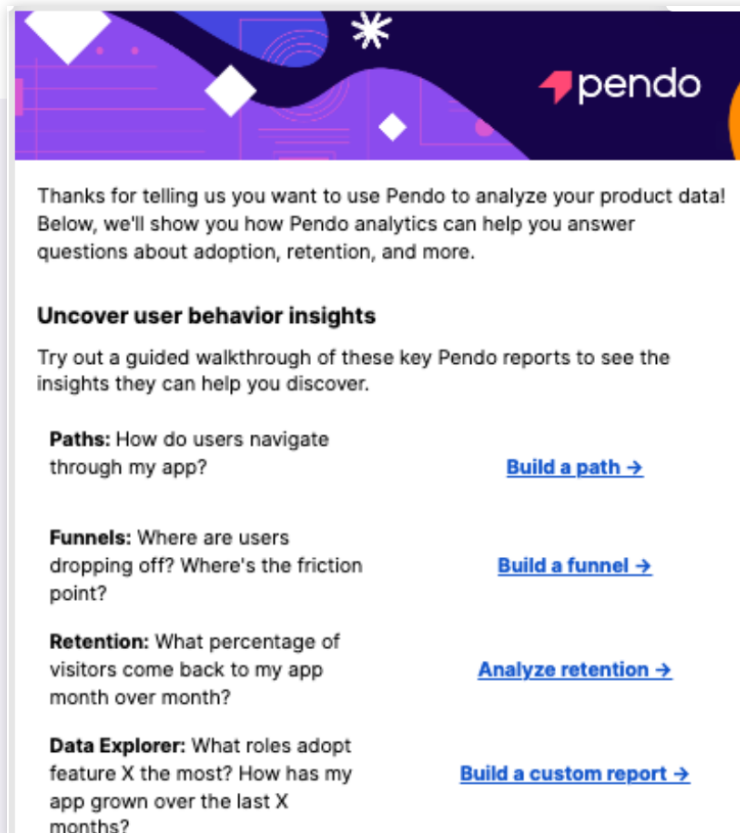 pendo
Thanks for telling us you want to use Pendo to analyze your product data!
Below, we'll show you how Pendo analytics can help you answer
questions about adoption, retention, and more.
Uncover user behavior insights
Try out a guided walkthrough of these key Pendo reports to see the
insights they can help you discover.
Paths: How do users navigate
through my app?
Build a path →
Funnels: Where are users
dropping off? Where's the friction
point?
Build a funnel →
Retention: What percentage of
visitors come back to my app
month over month?
Analyze retention →
Data Explorer: What roles adopt
feature X the most? How has my
app grown over the last X
months?
Build a custom report →